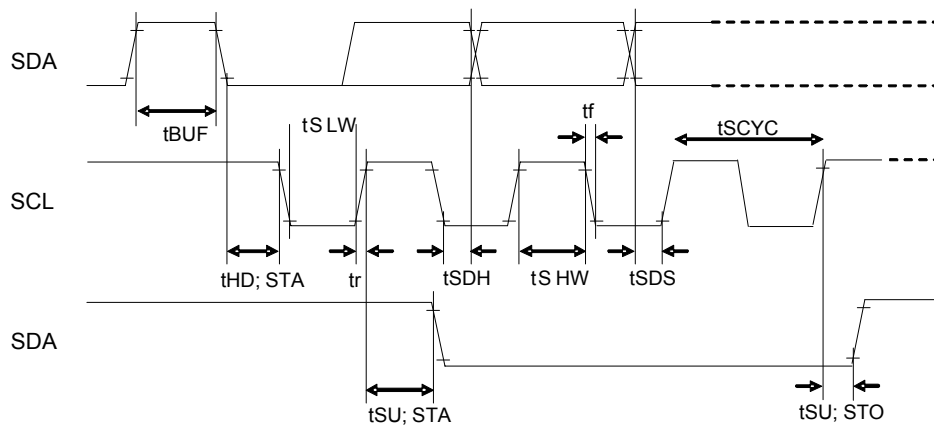 SDA
tBUF
tS LW
tf
tSCYC
SCL
tHD; STA
tr
tSDH
tS HW
tSDS
SDA
tSU; STA
tSU; STO